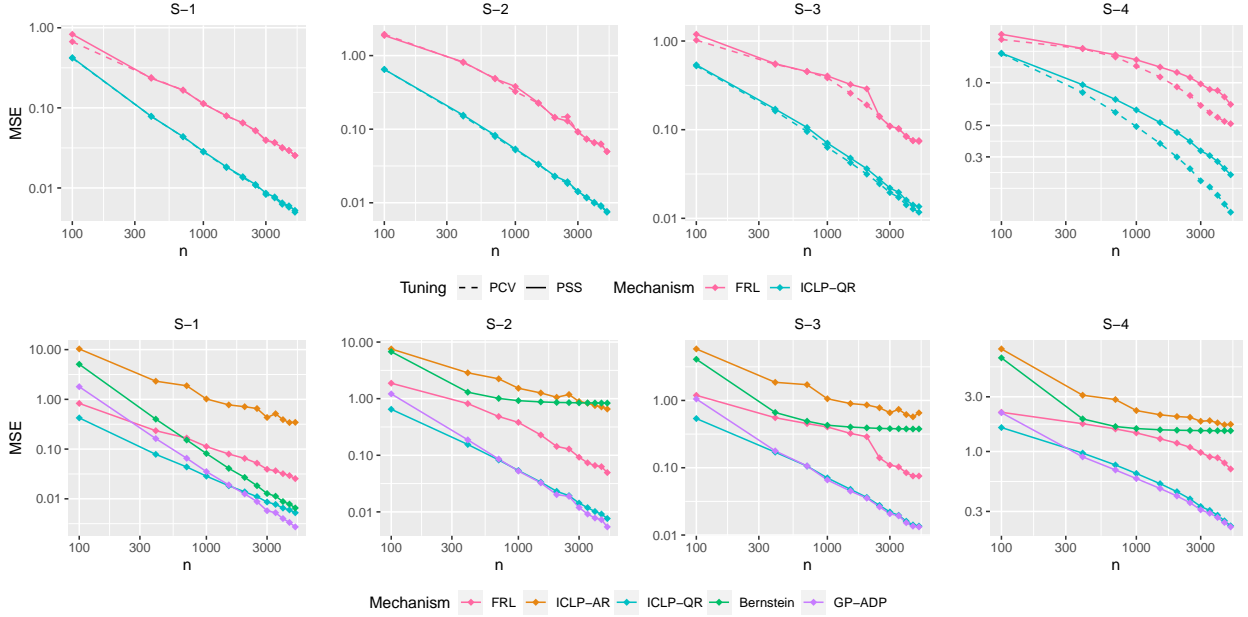 S-1 S-2 S-3 S-4
1.00 0.10 0.01 MSE
1.00 0.10 0.01
1.00 0.10 0.01
1.0 0.5 0.3
100 300 1000 3000 100 300 1000 3000 100 300 1000 3000 100 300 1000 3000
n n n n
Tuning PCV PSS Mechanism FRL ICLP-QR
S-1 S-2 S-3 S-4
10.00 1.00 0.10 0.01 MSE
10.00 1.00 0.10 0.01
1.00 0.10 0.01
3.0 1.0 0.3
100 300 1000 3000 100 300 1000 3000 100 300 1000 3000 100 300 1000 3000
n n n n
Mechanism FRL ICLP-AR ICLP-QR Bernstein GP-ADP